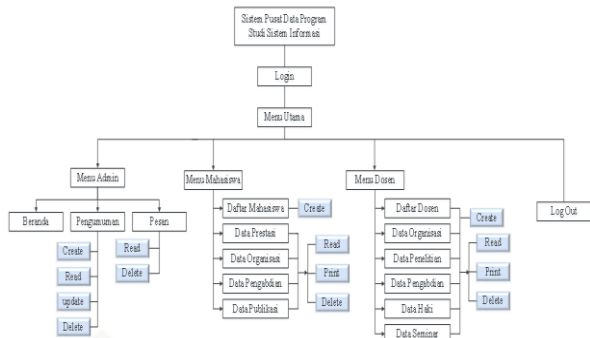 Sistem Pusat Data Program
Studi Sistem Informasi
Login
Menu Utama
Menu Admin
Menu Mahasiswa
Menu Dosen
Log Out
Beranda
Pengumuman
Pesan
Create
Read
update
Delete
Read
Delete
Daftar Mahasiswa
Create
Data Prestasi
Data Organisasi
Data Pengabdian
Data Publikasi
Read
Print
Delete
Daftar Dosen
Create
Data Organisasi
Data Penelitian
Data Pengabdian
Data Haki
Data Seminar
Read
Print
Delete